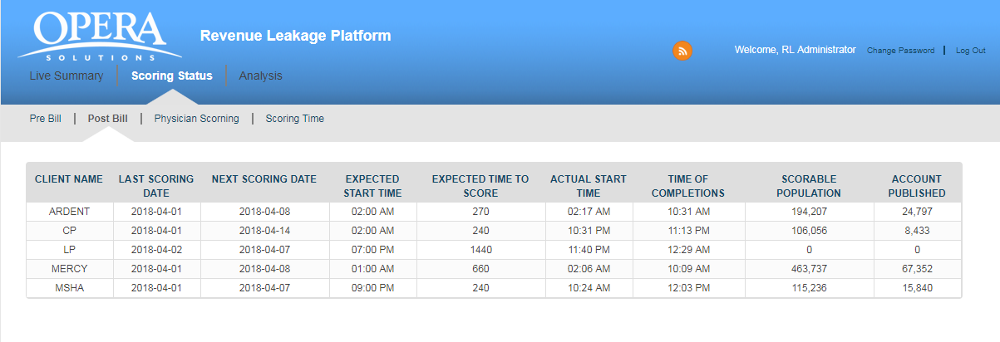 OPERA
SOLUTIONS
Revenue Leakage Platform
Welcome, RL Administrator Change Password | Log Out
Live Summary Scoring Status Analysis
Pre Bill | Post Bill | Physician Scorning | Scoring Time
CLIENT NAME LAST SCORING DATE NEXT SCORING DATE EXPECTED START TIME EXPECTED TIME TO SCORE ACTUAL START TIME TIME OF COMPLETIONS SCORABLE POPULATION ACCOUNT PUBLISHED
ARDENT 2018-04-01 2018-04-08 02:00 AM 270 02:17 AM 10:31 AM 194,207 24,797
CP 2018-04-01 2018-04-14 02:00 AM 240 10:31 PM 11:13 PM 106,056 8,433
LP 2018-04-02 2018-04-07 07:00 PM 1440 11:40 PM 12:29 AM 0 0
MERCY 2018-04-01 2018-04-08 01:00 AM 660 02:06 AM 10:09 AM 463,737 67,352
MSHA 2018-04-01 2018-04-07 09:00 PM 240 10:24 AM 12:03 PM 115,236 15,840